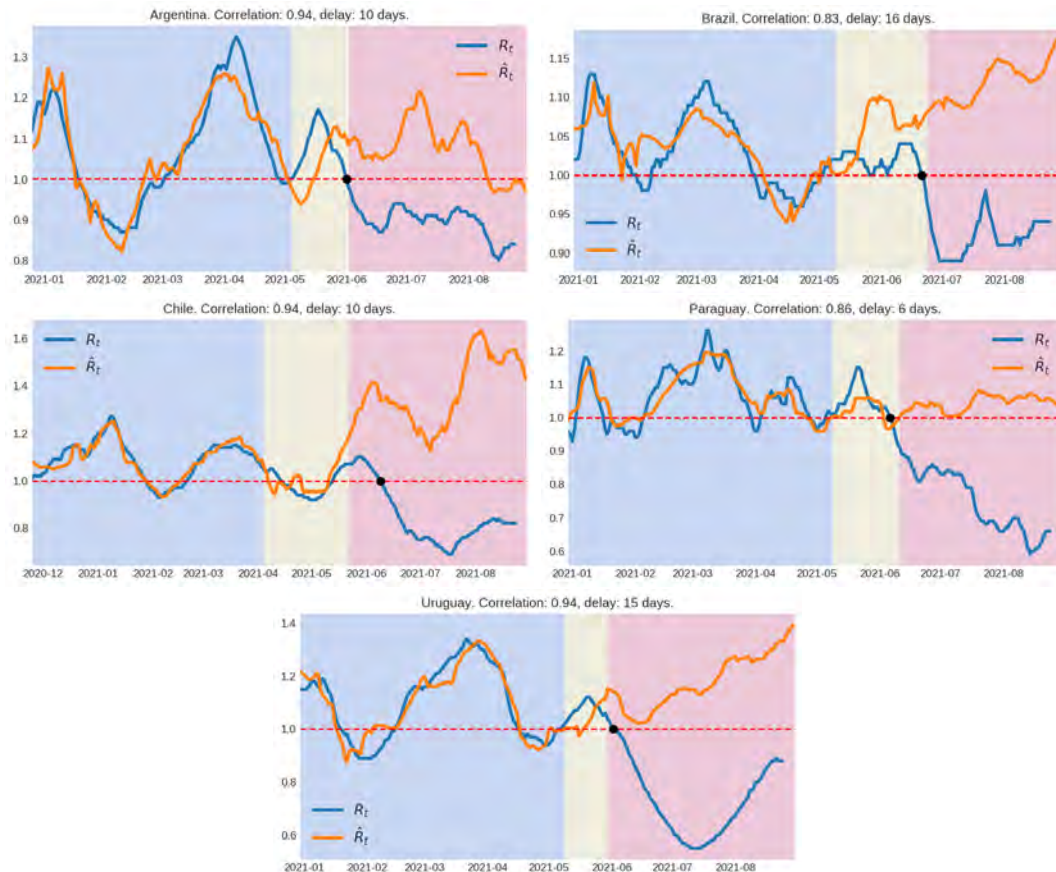 Argentina. Correlation: 0.94, delay: 10 days.
1.3
1.2
1.1
1.0
0.9
0.8
R_t
R̂_t
2021-01 2021-02 2021-03 2021-04 2021-05 2021-06 2021-07 2021-08
Brazil. Correlation: 0.83, delay: 16 days.
1.15
1.10
1.05
1.00
0.95
0.90
R_t
R̂_t
2021-01 2021-02 2021-03 2021-04 2021-05 2021-06 2021-07 2021-08
Chile. Correlation: 0.94, delay: 10 days.
1.6
1.4
1.2
1.0
0.8
R_t
R̂_t
2020-12 2021-01 2021-02 2021-03 2021-04 2021-05 2021-06 2021-07 2021-08
Paraguay. Correlation: 0.86, delay: 6 days.
1.2
1.1
1.0
0.9
0.8
0.7
0.6
R_t
R̂_t
2021-01 2021-02 2021-03 2021-04 2021-05 2021-06 2021-07 2021-08
Uruguay. Correlation: 0.94, delay: 15 days.
1.4
1.2
1.0
0.8
0.6
R_t
R̂_t
2021-01 2021-02 2021-03 2021-04 2021-05 2021-06 2021-07 2021-08